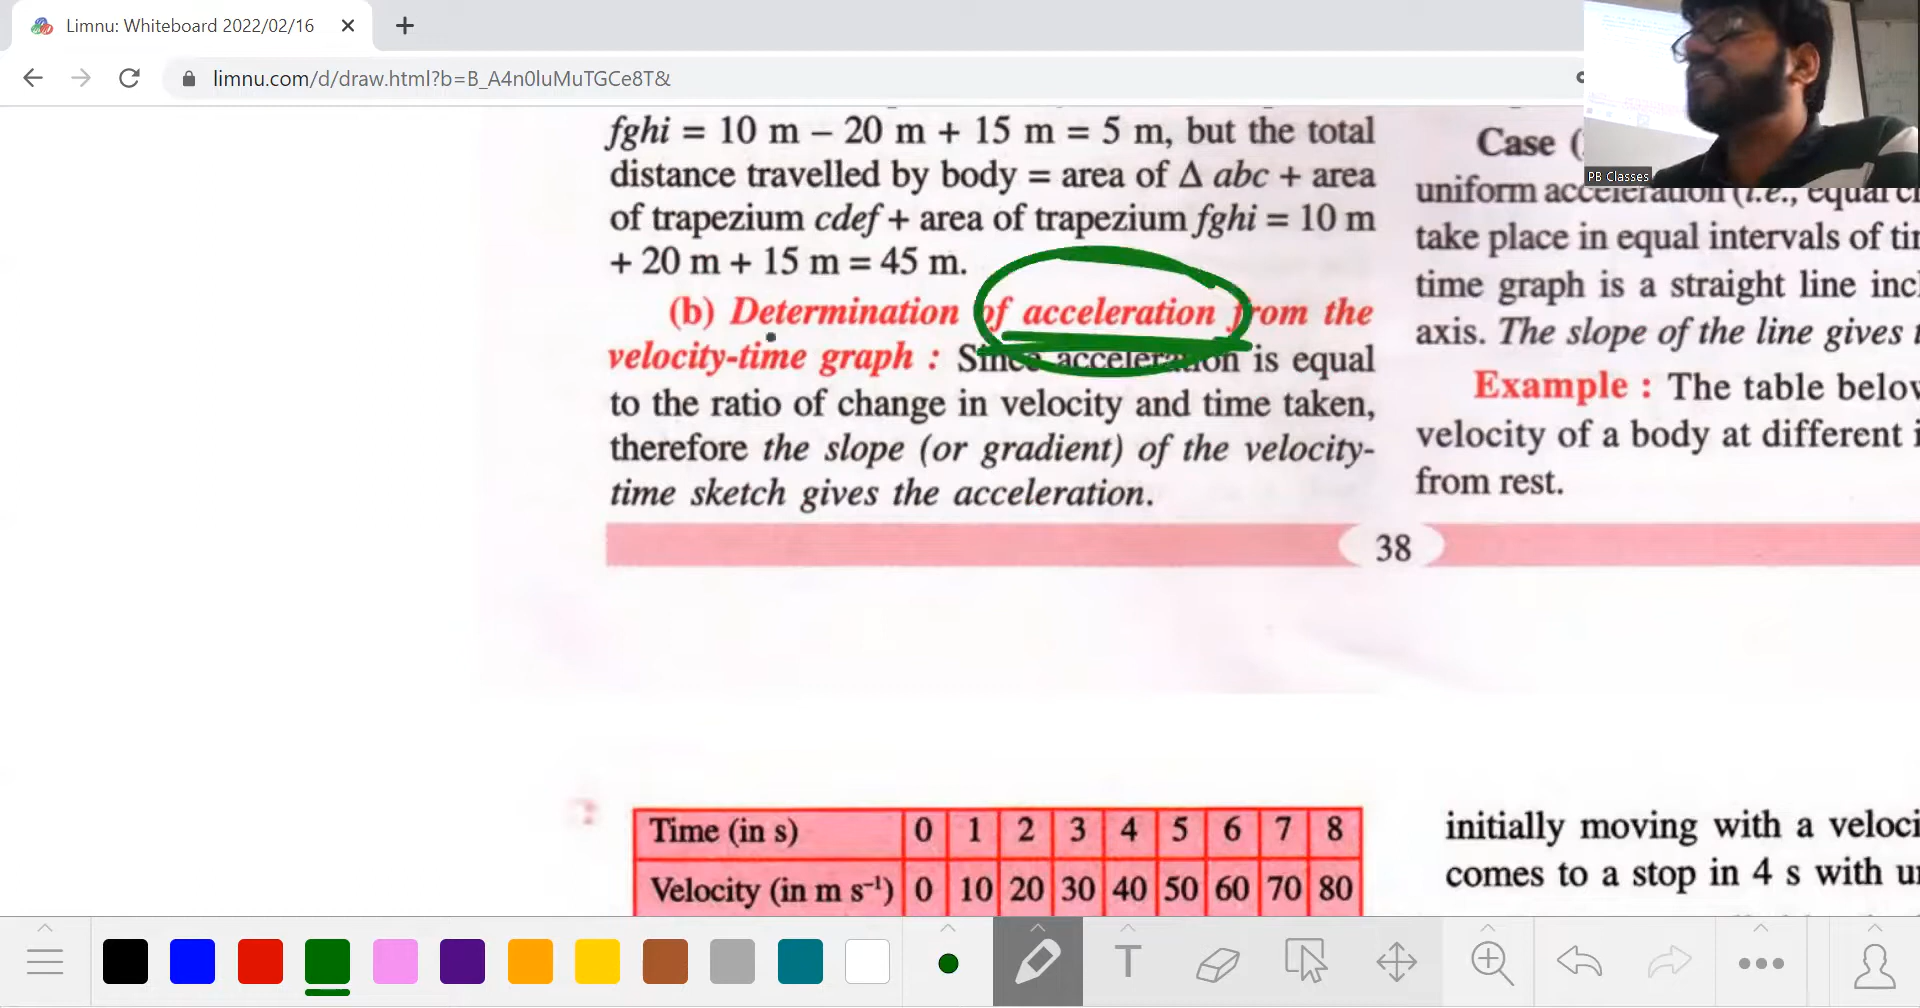 Limnu: Whiteboard 2022/02/16
limnu.com/d/draw.html?b=B_A4n0luMuTGCe8T&
PB Classes
fghi = 10 m – 20 m + 15 m = 5 m, but the total
distance travelled by body = area of Δ abc + area
of trapezium cdef + area of trapezium fghi = 10 m
+ 20 m + 15 m = 45 m.
(b) Determination of acceleration from the
velocity-time graph : Since acceleration is equal
to the ratio of change in velocity and time taken,
therefore the slope (or gradient) of the velocity-
time sketch gives the acceleration.
Case (
uniform acceleration (i.e., equal
take place in equal intervals of
time graph is a straight line
axis. The slope of the line gives
Example : The table
velocity of a body at different
from rest.
38
Time (in s) 0 1 2 3 4 5 6 7 8
Velocity (in m s⁻¹) 0 10 20 30 40 50 60 70 80
initially moving with a
comes to a stop in 4 s with
T